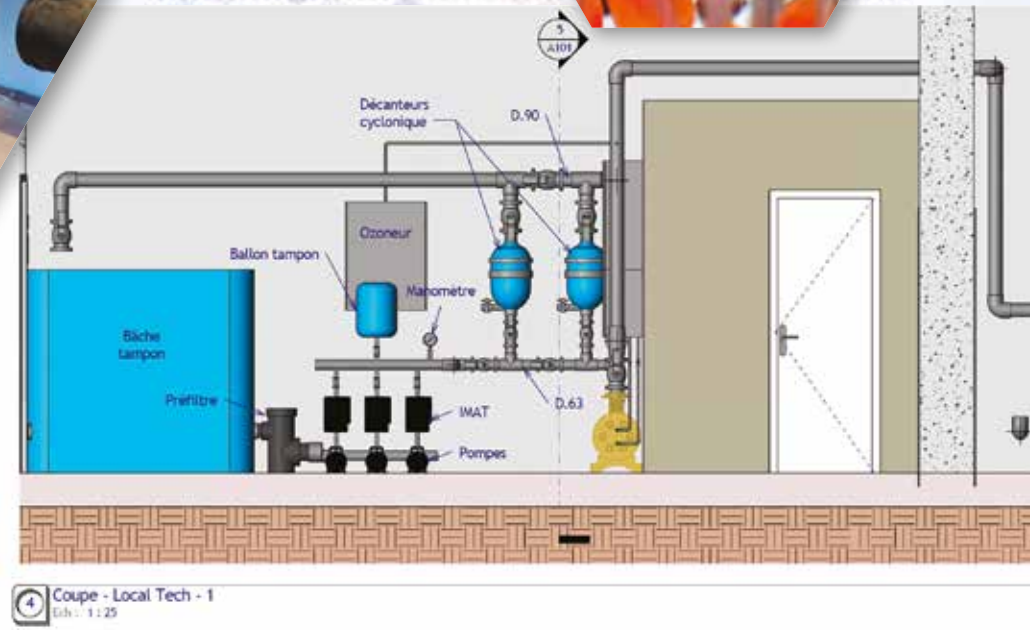 5
A101
Décanteurs
cyclonique
D.90
Ozoneur
Ballon tampon
Manomètre
Bâche
tampon
Préfiltre
IMAT
D.63
Pompes
4
Coupe - Local Tech - 1
Ech : 1 : 25